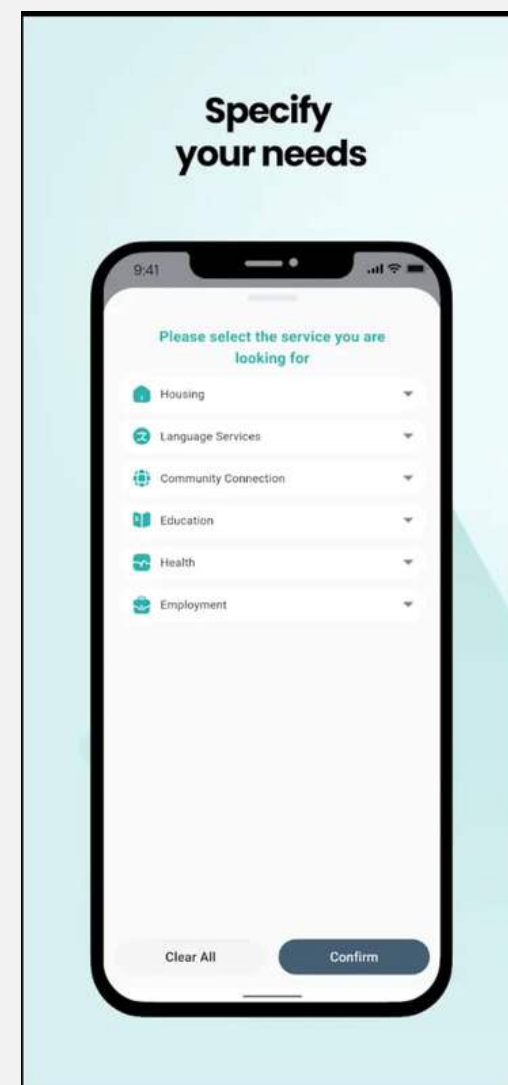 Specify
your needs
9:41
Please select the service you are
looking for
Housing
Language Services
Community Connection
Education
Health
Employment
Clear All
Confirm